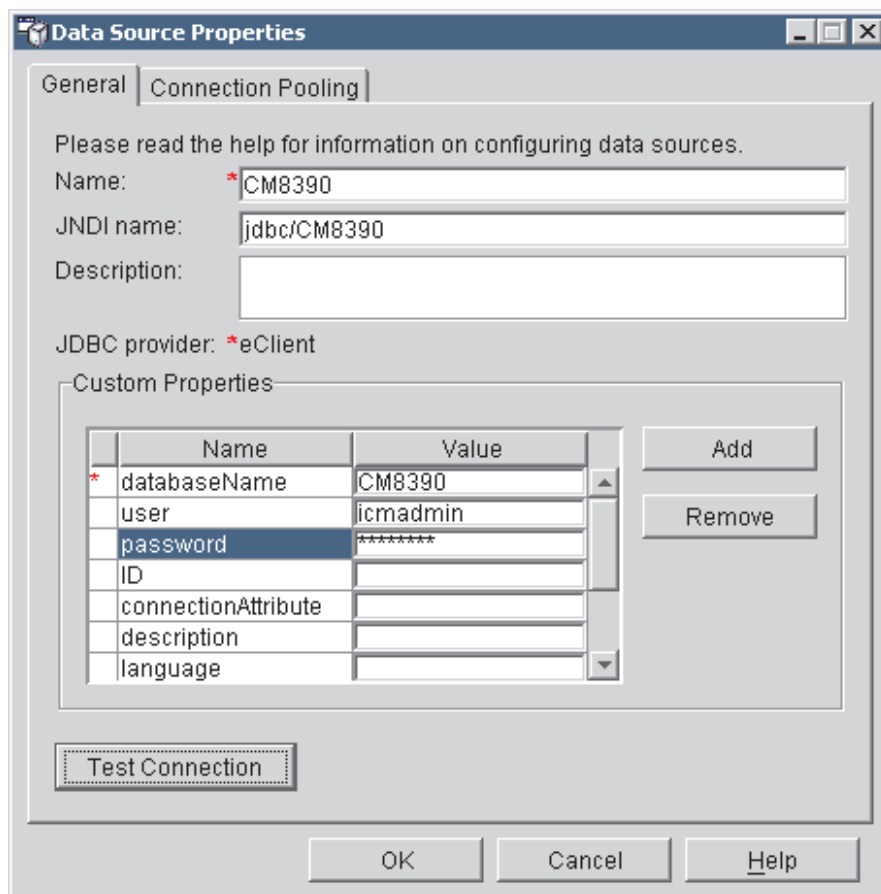 Data Source Properties
General Connection Pooling
Please read the help for information on configuring data sources.
Name: *CM8390
JNDI name: jdbc/CM8390
Description:
JDBC provider: *eClient
Custom Properties
Name Value
* databaseName CM8390
user icmadmin
password ********
ID
connectionAttribute
description
language
Add
Remove
Test Connection
OK Cancel Help